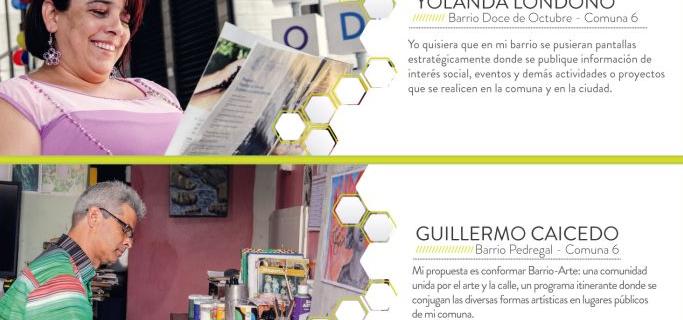 YOLANDA LONDOÑO
Barrio Doce de Octubre - Comuna 6
Yo quisiera que en mi barrio se pusieran pantallas
estratégicamente donde se publique información de
interés social, eventos y demás actividades o proyectos
que se realicen en la comuna y en la ciudad.
O D
GUILLERMO CAICEDO
Barrio Pedregal - Comuna 6
Mi propuesta es conformar Barrio-Arte: una comunidad
unida por el arte y la calle, un programa itinerante donde se
conjugan las diversas formas artísticas en lugares públicos
de mi comuna.